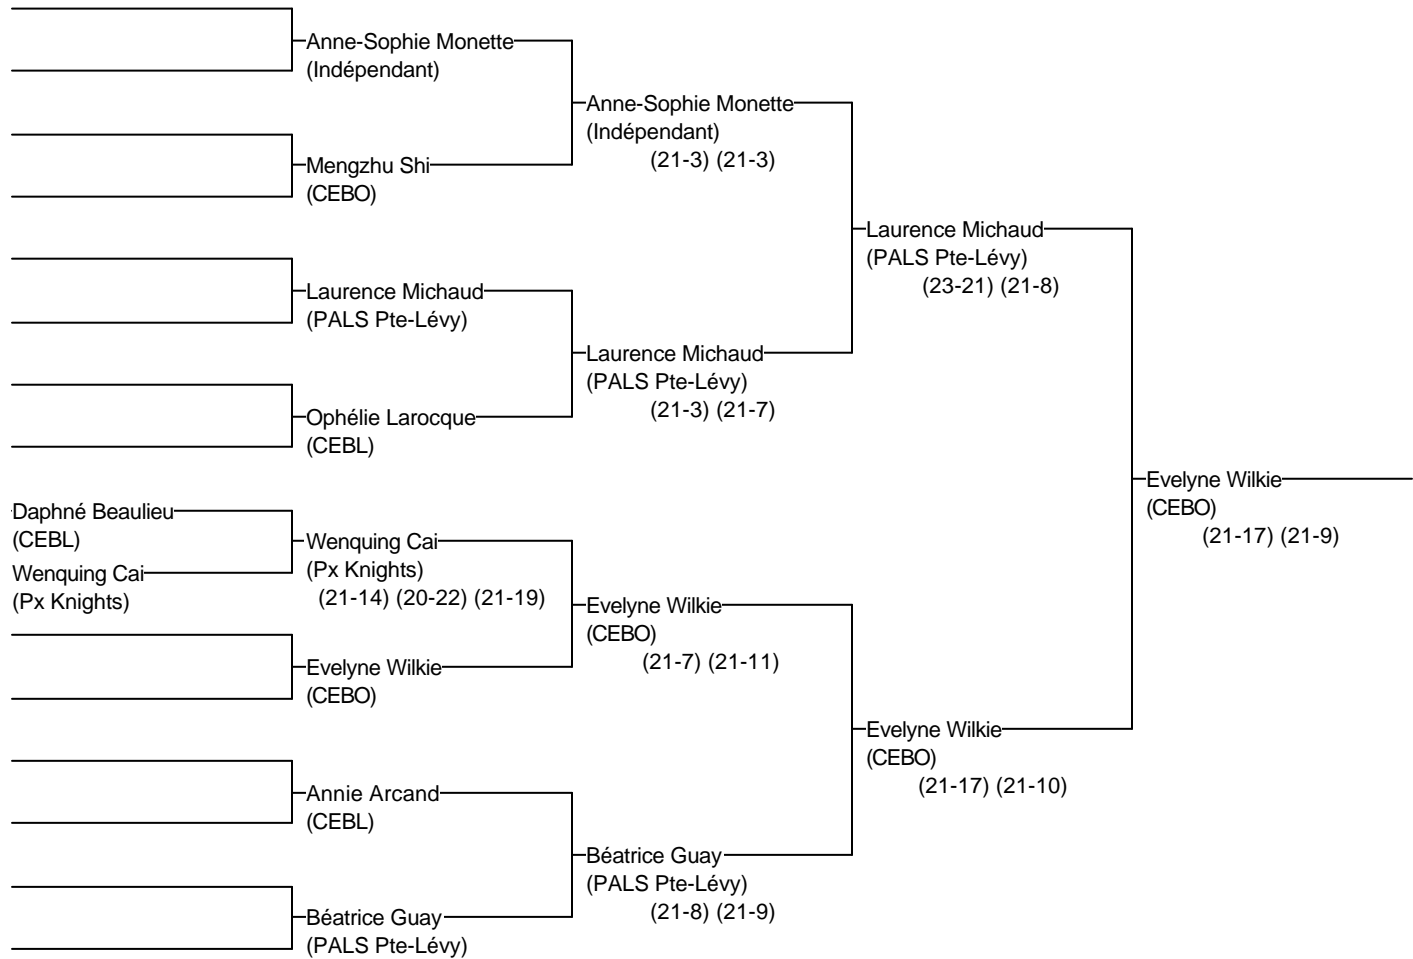 Anne-Sophie Monette
(Indépendant)
Mengzhu Shi
(CEBO)
Anne-Sophie Monette
(Indépendant)
(21-3) (21-3)
Laurence Michaud
(PALS Pte-Lévy)
Ophélie Larocque
(CEBL)
Laurence Michaud
(PALS Pte-Lévy)
(21-3) (21-7)
Laurence Michaud
(PALS Pte-Lévy)
(23-21) (21-8)
Daphné Beaulieu
(CEBL)
Wenquing Cai
(Px Knights)
Wenquing Cai
(Px Knights)
(21-14) (20-22) (21-19)
Evelyne Wilkie
(CEBO)
Evelyne Wilkie
(CEBO)
(21-7) (21-11)
Annie Arcand
(CEBL)
Béatrice Guay
(PALS Pte-Lévy)
Béatrice Guay
(PALS Pte-Lévy)
(21-8) (21-9)
Evelyne Wilkie
(CEBO)
(21-17) (21-10)
Evelyne Wilkie
(CEBO)
(21-17) (21-9)